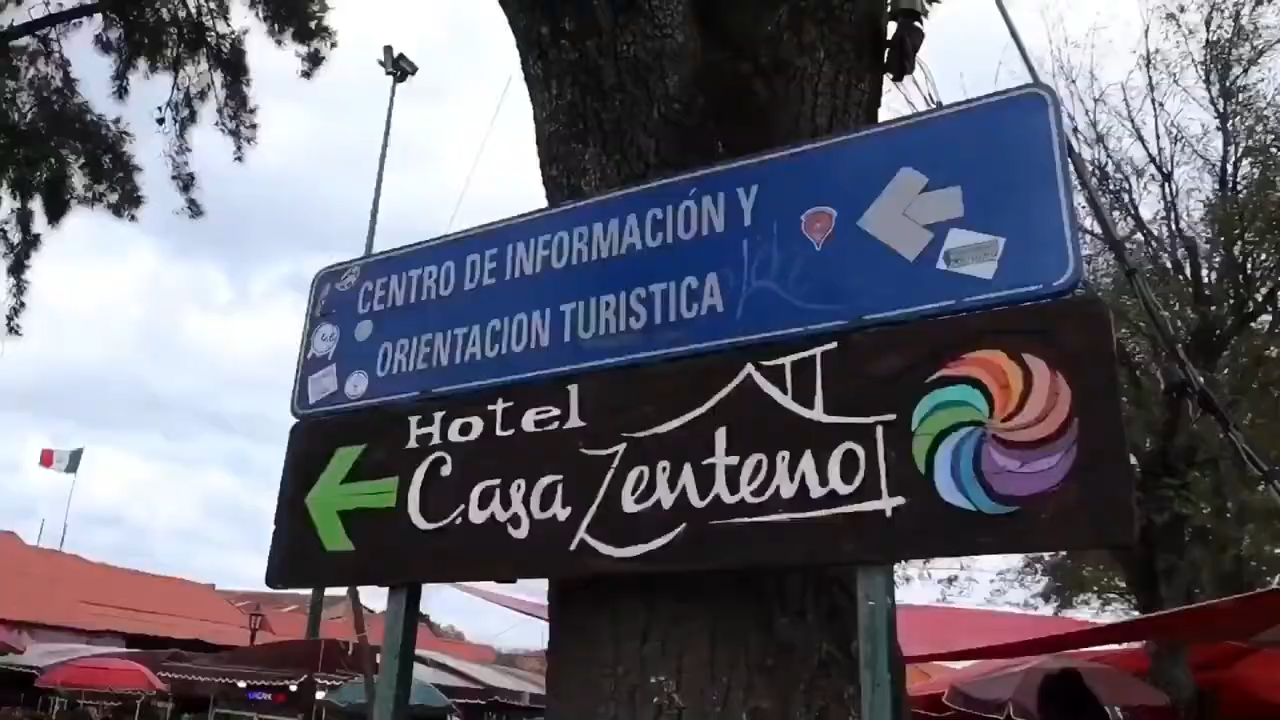 CENTRO DE INFORMACIÓN Y
ORIENTACION TURISTICA
Hotel
Casa Zenteno